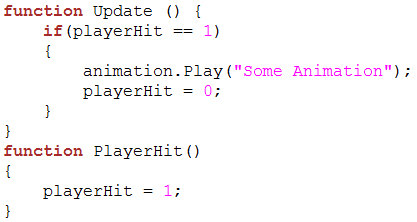 function Update () {
    if(playerHit == 1)
    {
        animation.Play("Some Animation");
        playerHit = 0;
    }
}
function PlayerHit()
{
    playerHit = 1;
}